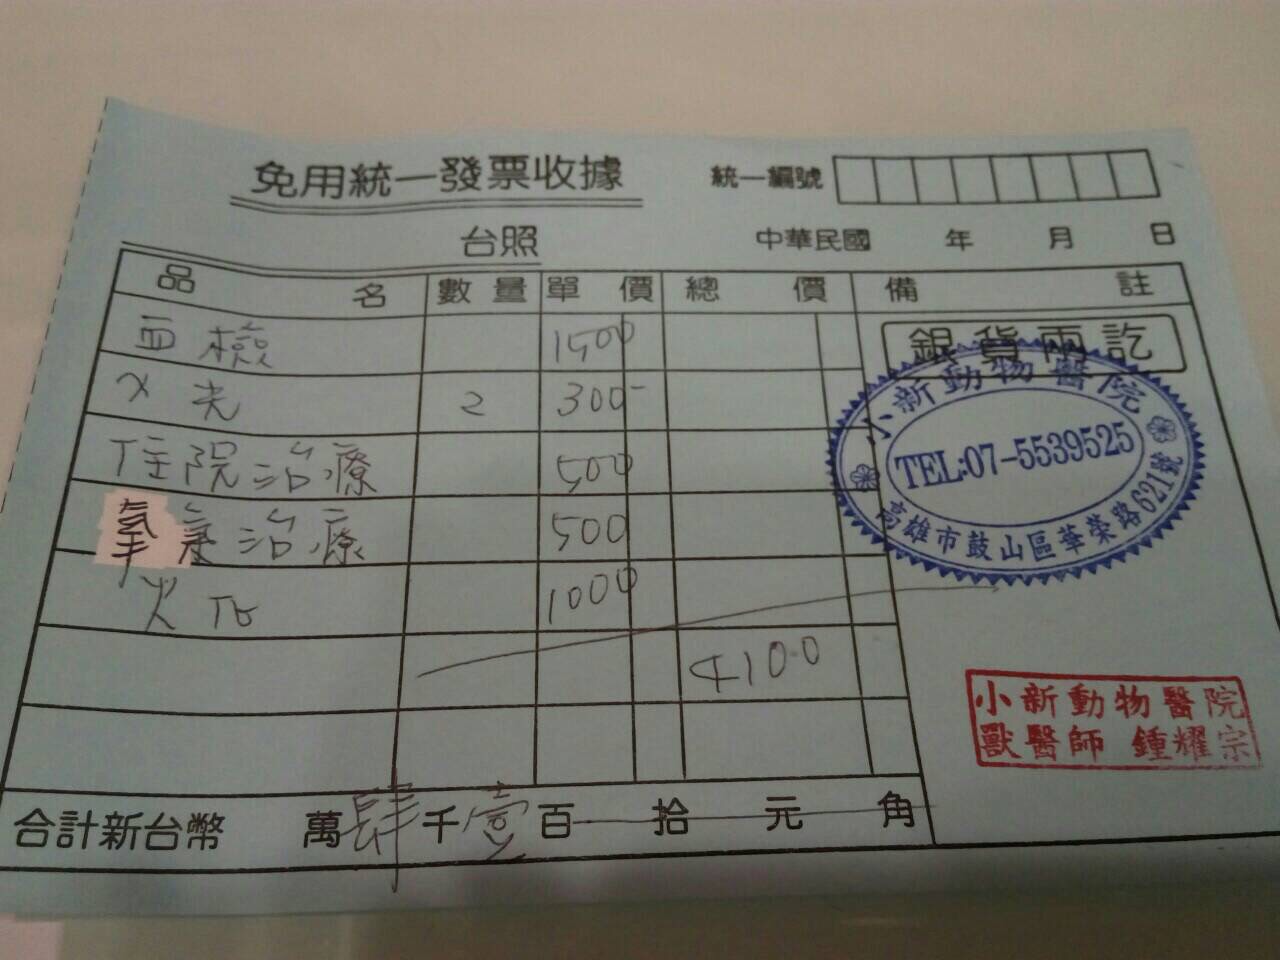 免用統一發票收據
統一編號
台照
中華民國 年 月 日
品 名 數量 單價 總價 備註
血檢 1500
X光 2 300-
住院治療 500
氧氣治療 500
火化 1000
4100
合計新台幣 萬肆千壹百拾元角
銀貨兩訖
小新動物醫院
TEL:07-5539525
高雄市鼓山區華榮路621號
小新動物醫院
獸醫師 鍾耀宗